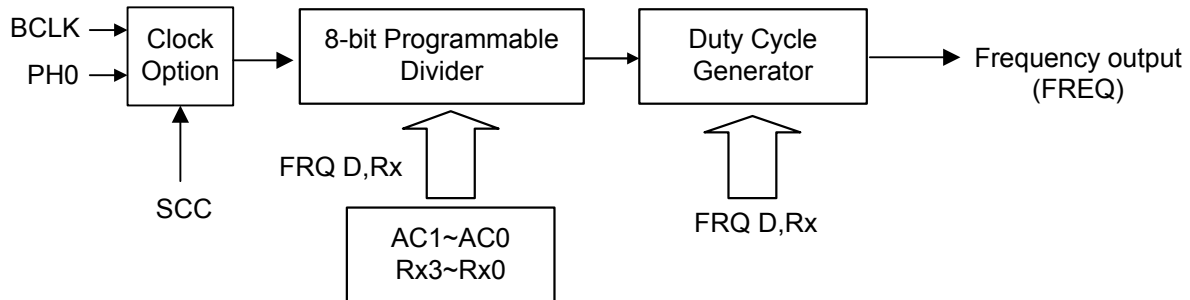 BCLK
PH0
Clock
Option
SCC
8-bit Programmable
Divider
FRQ D,Rx
AC1~AC0
Rx3~Rx0
Duty Cycle
Generator
FRQ D,Rx
Frequency output
(FREQ)